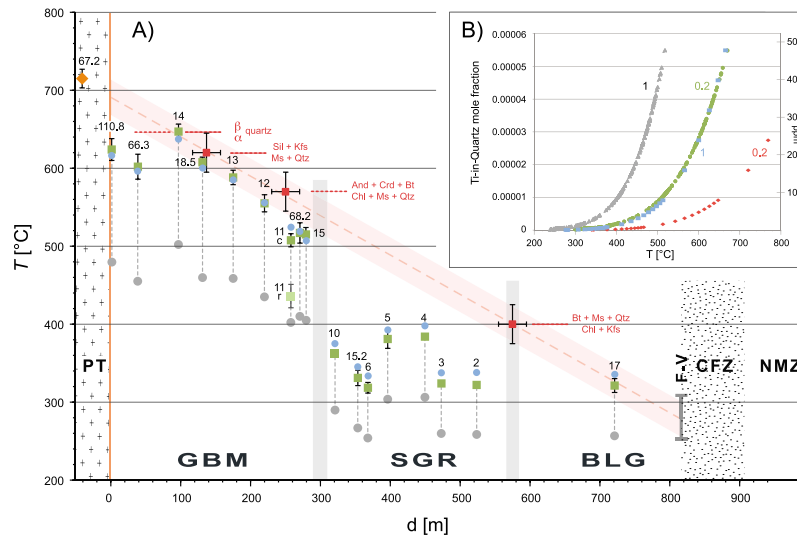 A)
T [°C]
800
700
600
500
400
300
200
67.2
110.8
66.3
14
β
α quartz
18.5
13
Sil + Kfs
Ms + Qtz
12
And + Crd + Bt
Chl + Ms + Qtz
68.2
11
c
15
11
r
10
15.2
6
5
4
3
2
Bt + Ms + Qtz
Chl + Kfs
17
PT
F-V
CFZ
NMZ
GBM
SGR
BLG
0
100
200
300
400
500
600
700
800
900
d [m]
B)
Ti-in-Quartz mole fraction
0.00006
0.00005
0.00004
0.00003
0.00002
0.00001
0
1
0.2
1
0.2
50
40
30
20
10
0
ppm
200
300
400
500
600
700
800
T [°C]